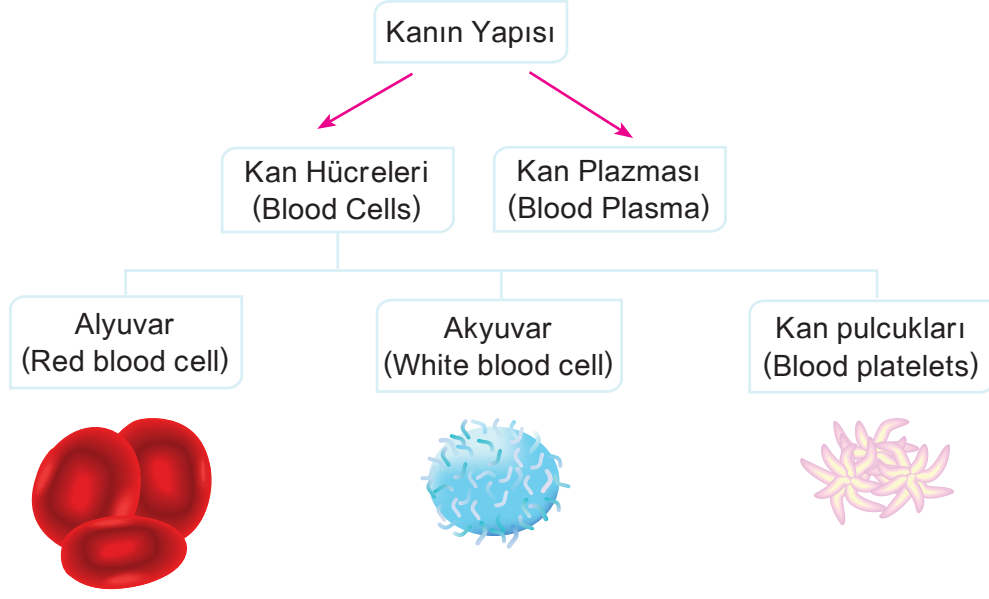 Kanın Yapısı
Kan Hücreleri
(Blood Cells)
Kan Plazması
(Blood Plasma)
Alyuvar
(Red blood cell)
Akyuvar
(White blood cell)
Kan pulcukları
(Blood platelets)